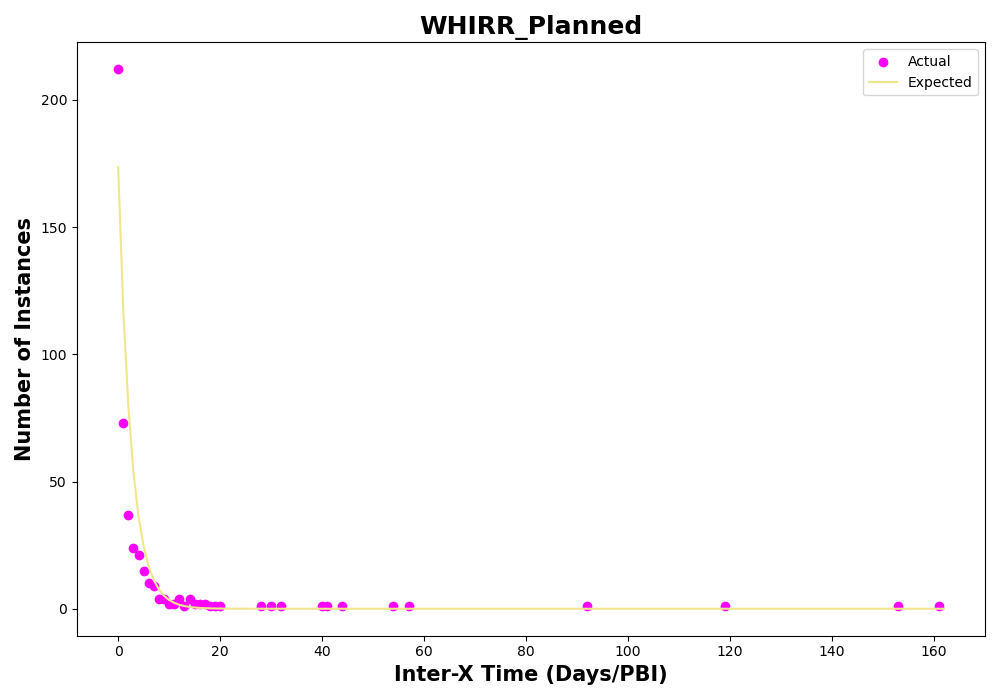 WHIRR_Planned
Actual
Expected
200
150
100
50
0
Number of Instances
0 20 40 60 80 100 120 140 160
Inter-X Time (Days/PBI)